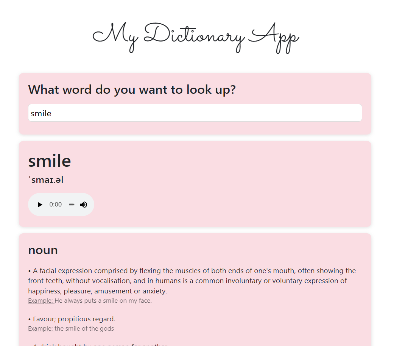 My Dictionary App
What word do you want to look up?
smile
smile
ˈsmaɪ.əl
0:00
noun
• A facial expression comprised by flexing the muscles of both ends of one's mouth, often showing the
front teeth, without vocalisation, and in humans is a common involuntary or voluntary expression of
happiness, pleasure, amusement or anxiety.
Example: He always puts a smile on my face.
• Favour; propitious regard.
Example: the smile of the gods